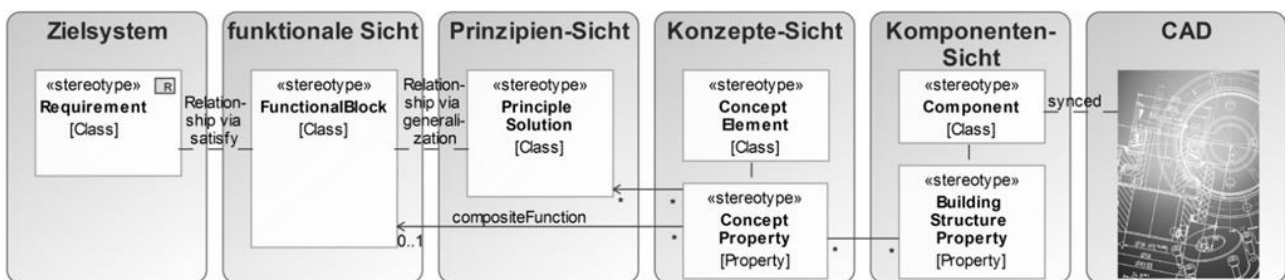 Zielsystem
«stereotype»
R
Requirement
[Class]
Relation-
ship via
satisfy
funktionale Sicht
«stereotype»
FunctionalBlock
[Class]
0..1
Relation-
ship via
generali-
zation
Prinzipien-Sicht
«stereotype»
Principle
Solution
[Class]
*
compositeFunction
Konzepte-Sicht
«stereotype»
Concept
Element
[Class]
«stereotype»
Concept
Property
[Property]
*
*
*
Komponenten-
Sicht
«stereotype»
Component
[Class]
«stereotype»
Building
Structure
Property
[Property]
*
synced
CAD